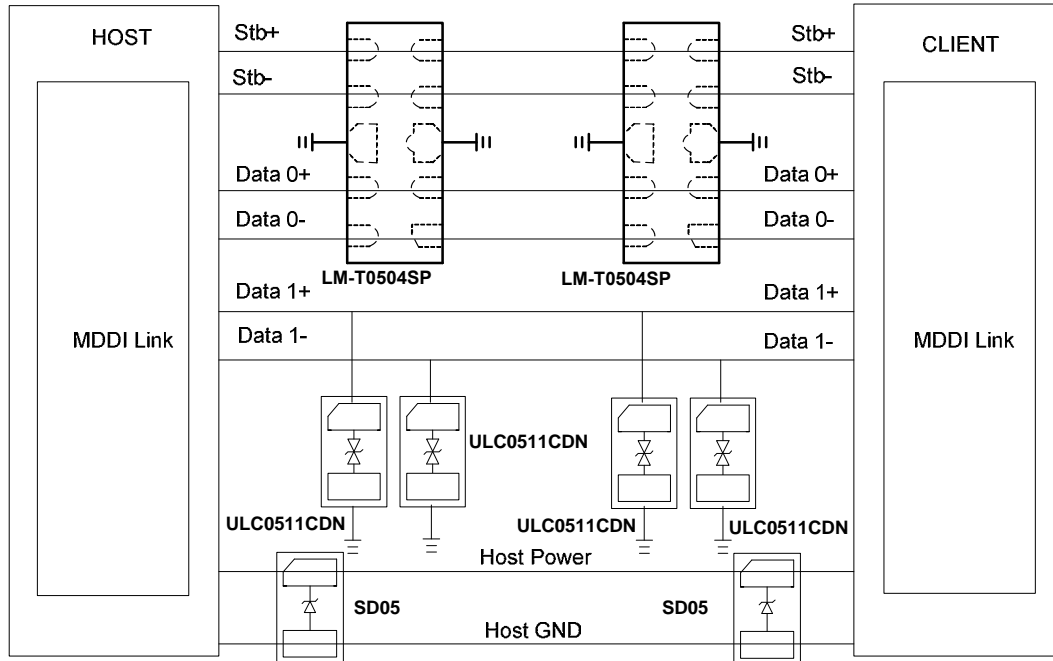 HOST
Stb+
Stb+
CLIENT
Stb-
Stb-
Data 0+
Data 0+
Data 0-
Data 0-
LM-T0504SP
LM-T0504SP
Data 1+
Data 1+
MDDI Link
Data 1-
Data 1-
MDDI Link
ULC0511CDN
ULC0511CDN
ULC0511CDN
ULC0511CDN
Host Power
SD05
SD05
Host GND